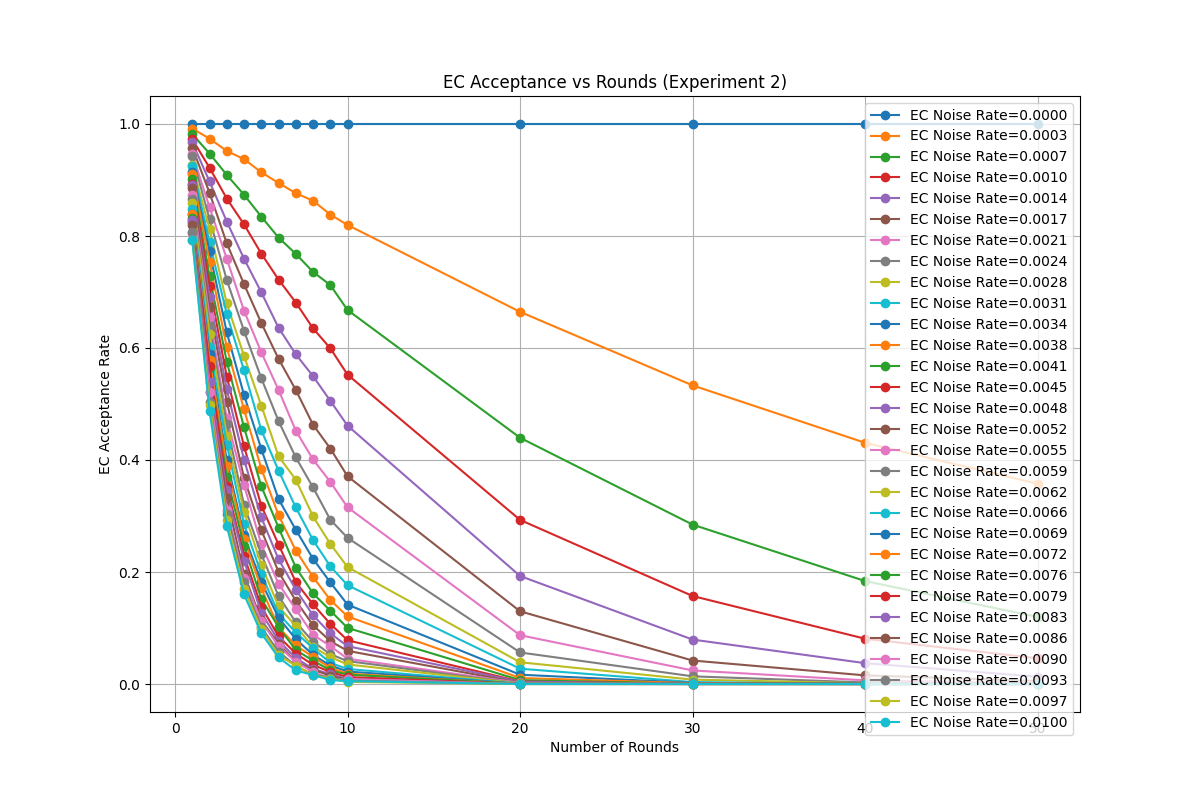 EC Acceptance vs Rounds (Experiment 2)
EC Acceptance Rate
1.0
0.8
0.6
0.4
0.2
0.0
0
10
20
30
40
50
Number of Rounds
EC Noise Rate=0.0000
EC Noise Rate=0.0003
EC Noise Rate=0.0007
EC Noise Rate=0.0010
EC Noise Rate=0.0014
EC Noise Rate=0.0017
EC Noise Rate=0.0021
EC Noise Rate=0.0024
EC Noise Rate=0.0028
EC Noise Rate=0.0031
EC Noise Rate=0.0034
EC Noise Rate=0.0038
EC Noise Rate=0.0041
EC Noise Rate=0.0045
EC Noise Rate=0.0048
EC Noise Rate=0.0052
EC Noise Rate=0.0055
EC Noise Rate=0.0059
EC Noise Rate=0.0062
EC Noise Rate=0.0066
EC Noise Rate=0.0069
EC Noise Rate=0.0072
EC Noise Rate=0.0076
EC Noise Rate=0.0079
EC Noise Rate=0.0083
EC Noise Rate=0.0086
EC Noise Rate=0.0090
EC Noise Rate=0.0093
EC Noise Rate=0.0097
EC Noise Rate=0.0100